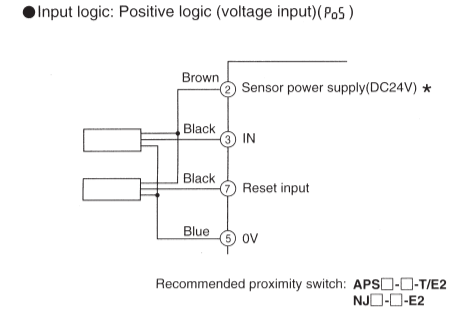 ●Input logic: Positive logic (voltage input)(PoS)
Brown
2 Sensor power supply(DC24V) ★
Black
3 IN
Black
7 Reset input
Blue
5 0V
Recommended proximity switch: APS□-□-T/E2
NJ□-□-E2